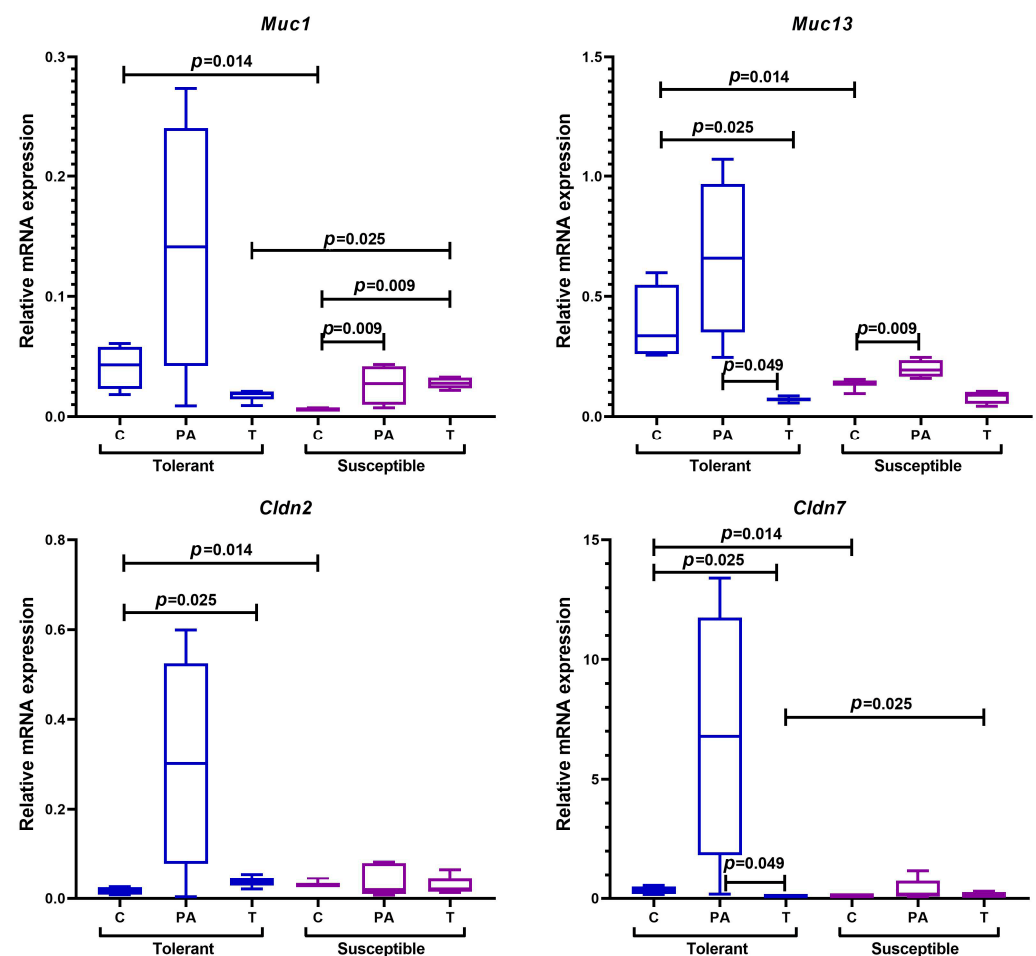 Muc1
Relative mRNA expression
0.3
0.2
0.1
0.0
p=0.014
p=0.025
p=0.009
p=0.009
C PA T C PA T
Tolerant Susceptible
Muc13
Relative mRNA expression
1.5
1.0
0.5
0.0
p=0.014
p=0.025
p=0.009
p=0.049
C PA T C PA T
Tolerant Susceptible
Cldn2
Relative mRNA expression
0.8
0.6
0.4
0.2
0.0
p=0.014
p=0.025
C PA T C PA T
Tolerant Susceptible
Cldn7
Relative mRNA expression
15
10
5
0
p=0.014
p=0.025
p=0.025
p=0.049
C PA T C PA T
Tolerant Susceptible